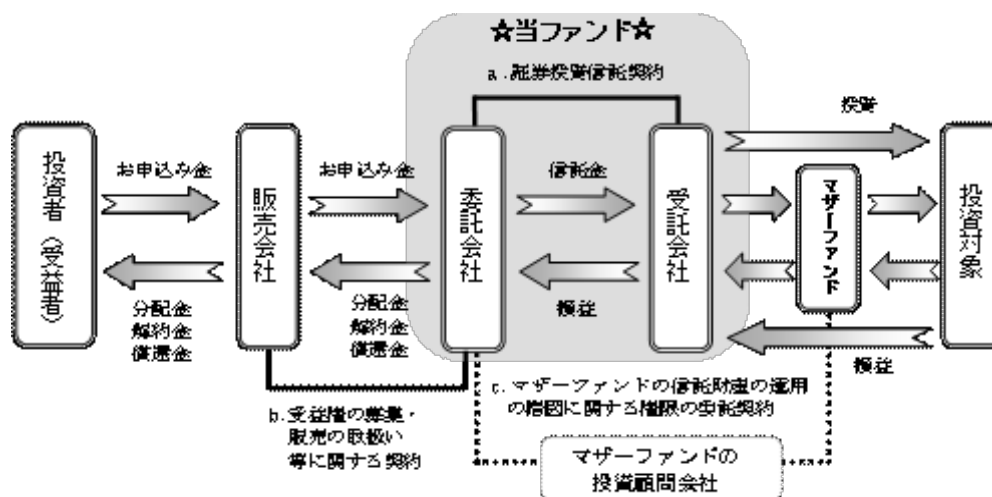 ☆当ファンド☆
a.証券投資信託契約
投資者（受益者）
お申込み金
分配金
解約金
償還金
販売会社
お申込み金
分配金
解約金
償還金
委託会社
信託金
損益
受託会社
投資
マザーファンド
損益
投資対象
b.受益権の募集・
販売の取扱い
等に関する契約
c.マザーファンドの信託財産の運用
の指図に関する権限の委託契約
マザーファンドの
投資顧問会社